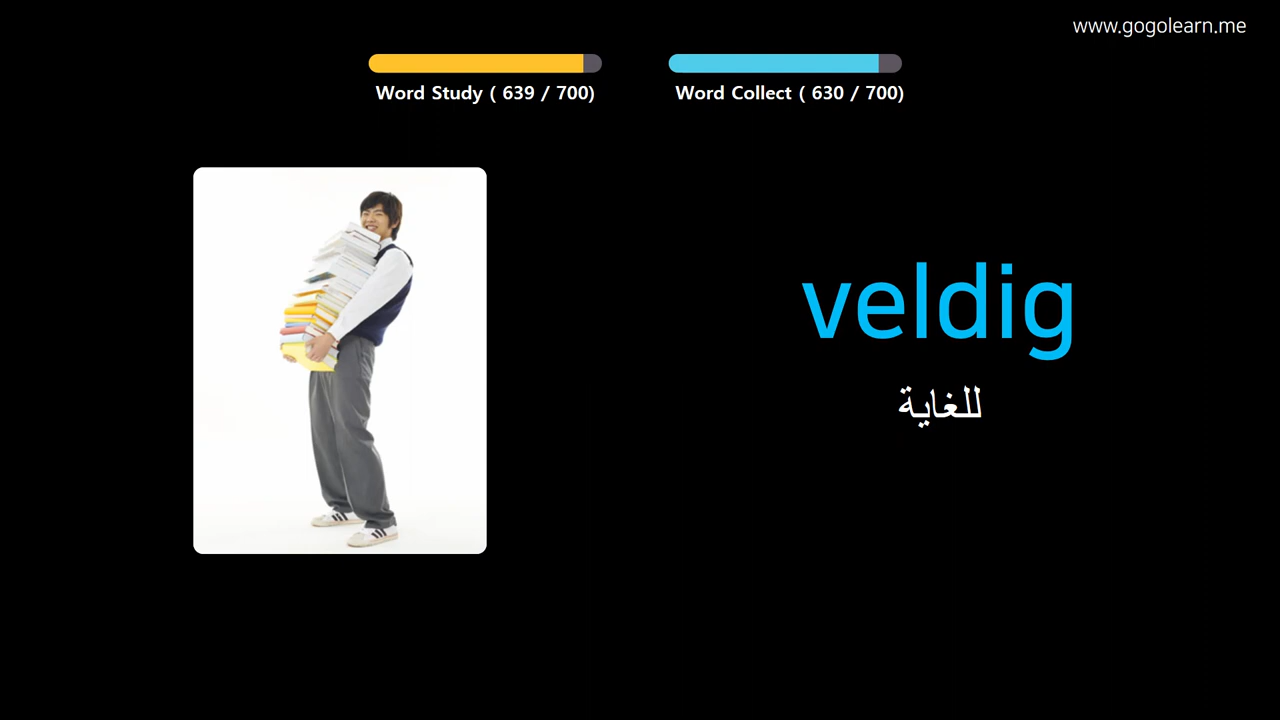 www.gogolearn.me
Word Study ( 639 / 700)
Word Collect ( 630 / 700)
veldig
للغاية